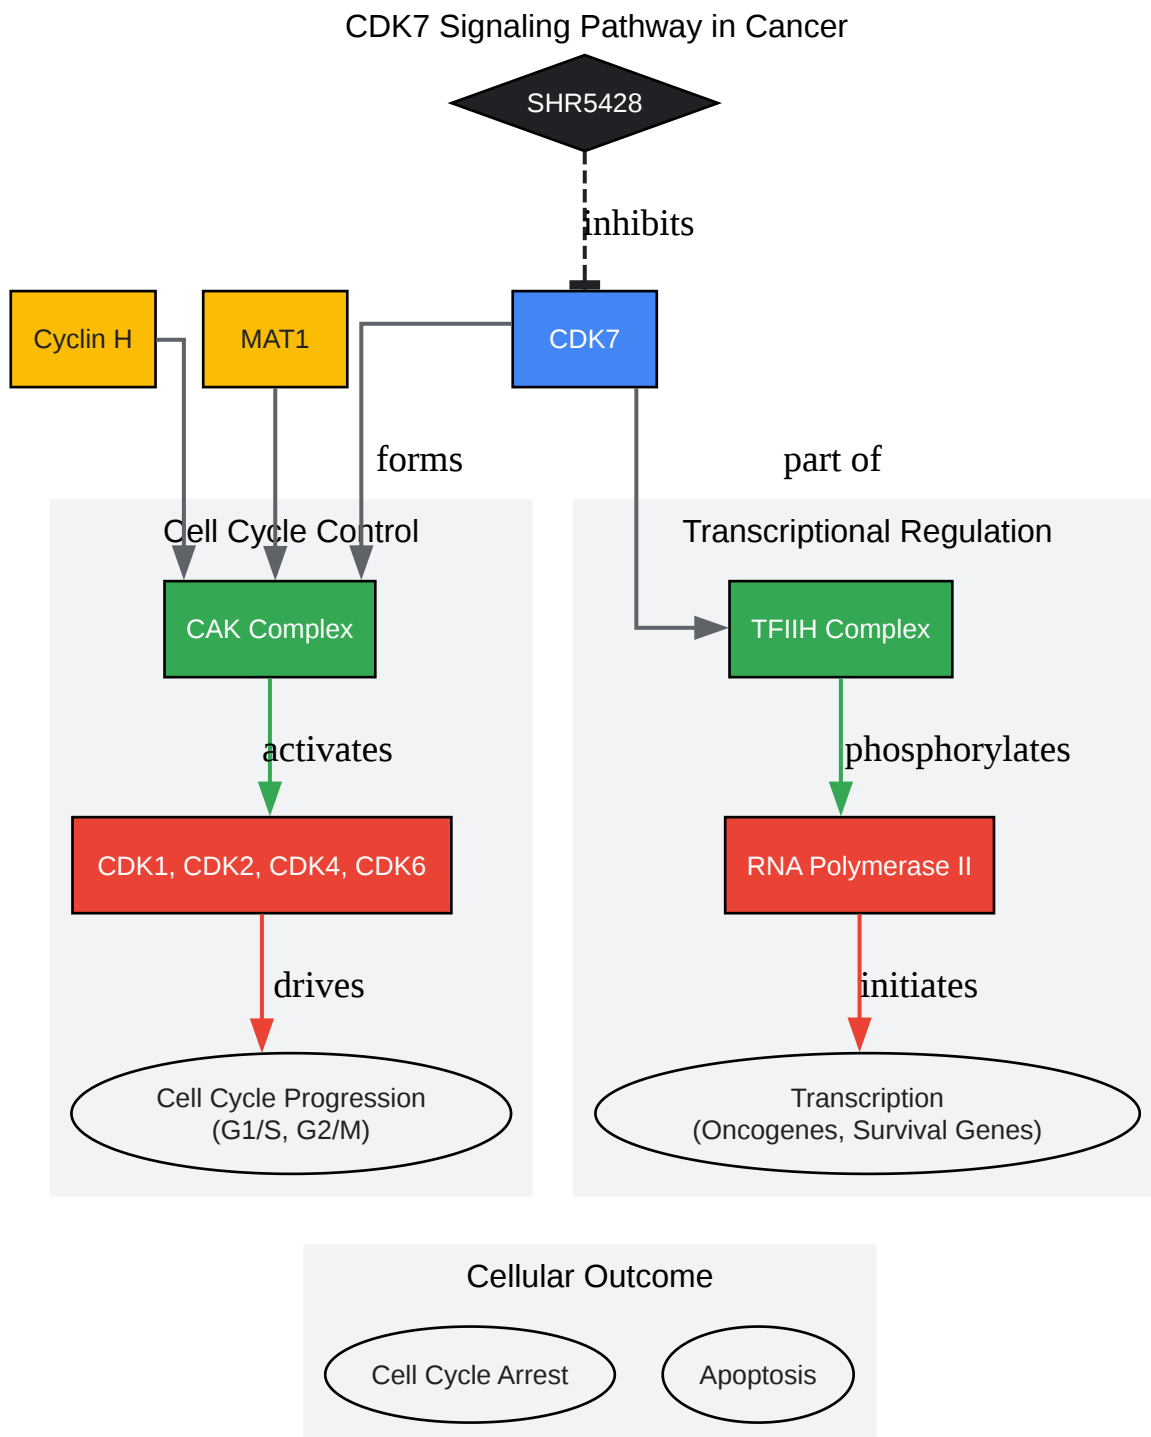 CDK7 Signaling Pathway in Cancer
SHR5428
inhibits
Cyclin H
MAT1
CDK7
forms
part of
Cell Cycle Control
Transcriptional Regulation
CAK Complex
TFIIH Complex
activates
phosphorylates
CDK1, CDK2, CDK4, CDK6
RNA Polymerase II
drives
initiates
Cell Cycle Progression
(G1/S, G2/M)
Transcription
(Oncogenes, Survival Genes)
Cellular Outcome
Cell Cycle Arrest
Apoptosis